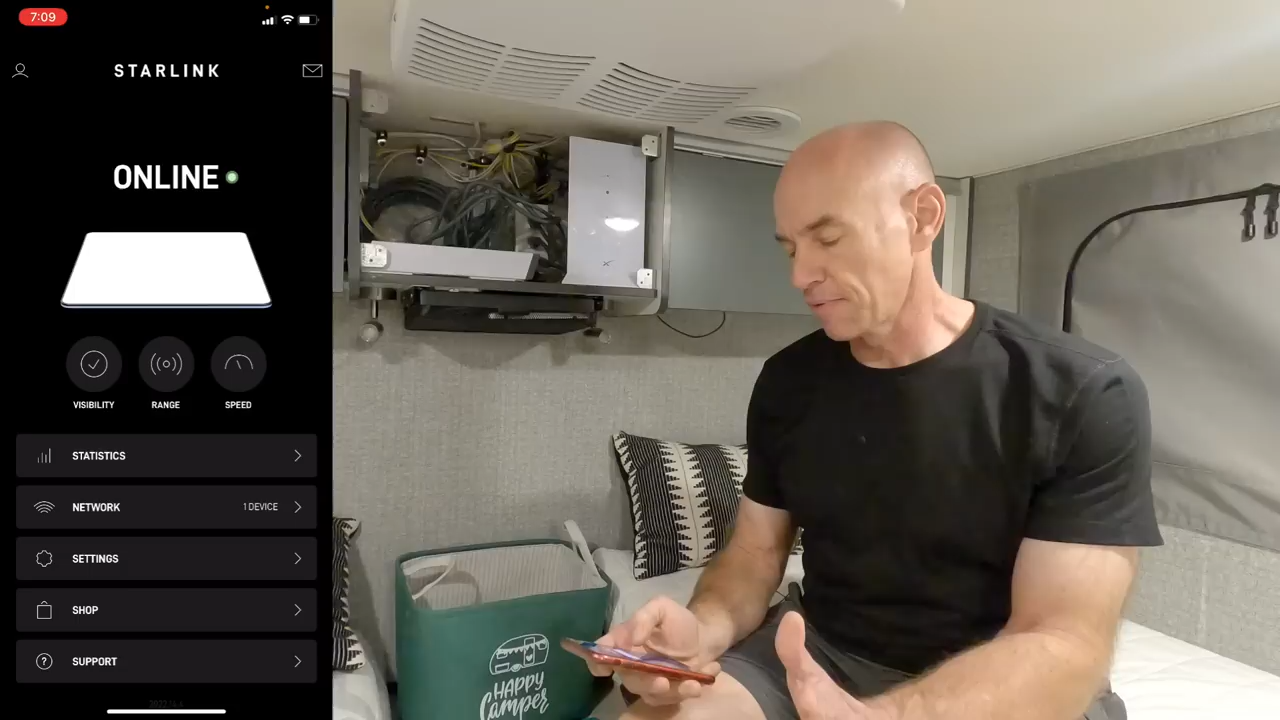 7:09
STARLINK
ONLINE
VISIBILITY
RANGE
SPEED
STATISTICS
NETWORK
1 DEVICE
SETTINGS
SHOP
SUPPORT
HAPPY
Camper